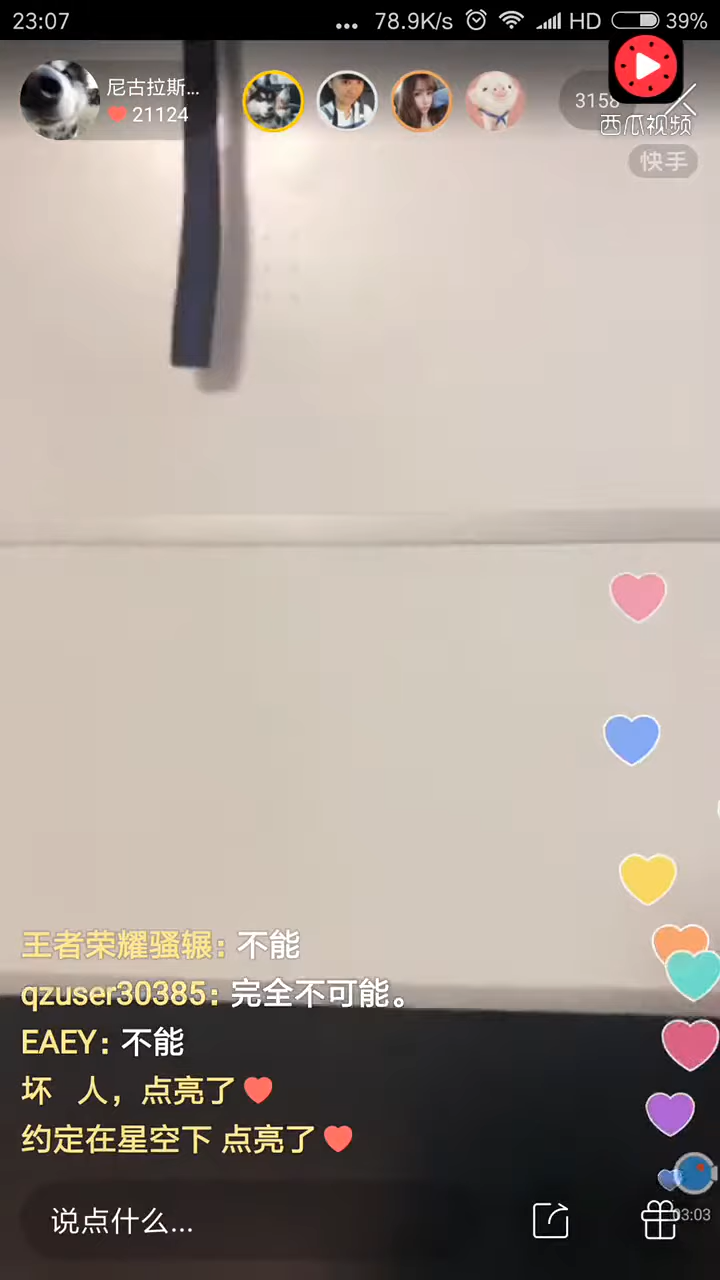 23:07 ... 78.9K/s HD 39%
尼古拉斯...
21124
3158
西瓜视频
快手
王者荣耀骚辗: 不能
qzuser30385: 完全不可能。
EAEY: 不能
坏 人，点亮了
约定在星空下 点亮了
说点什么...
03:03